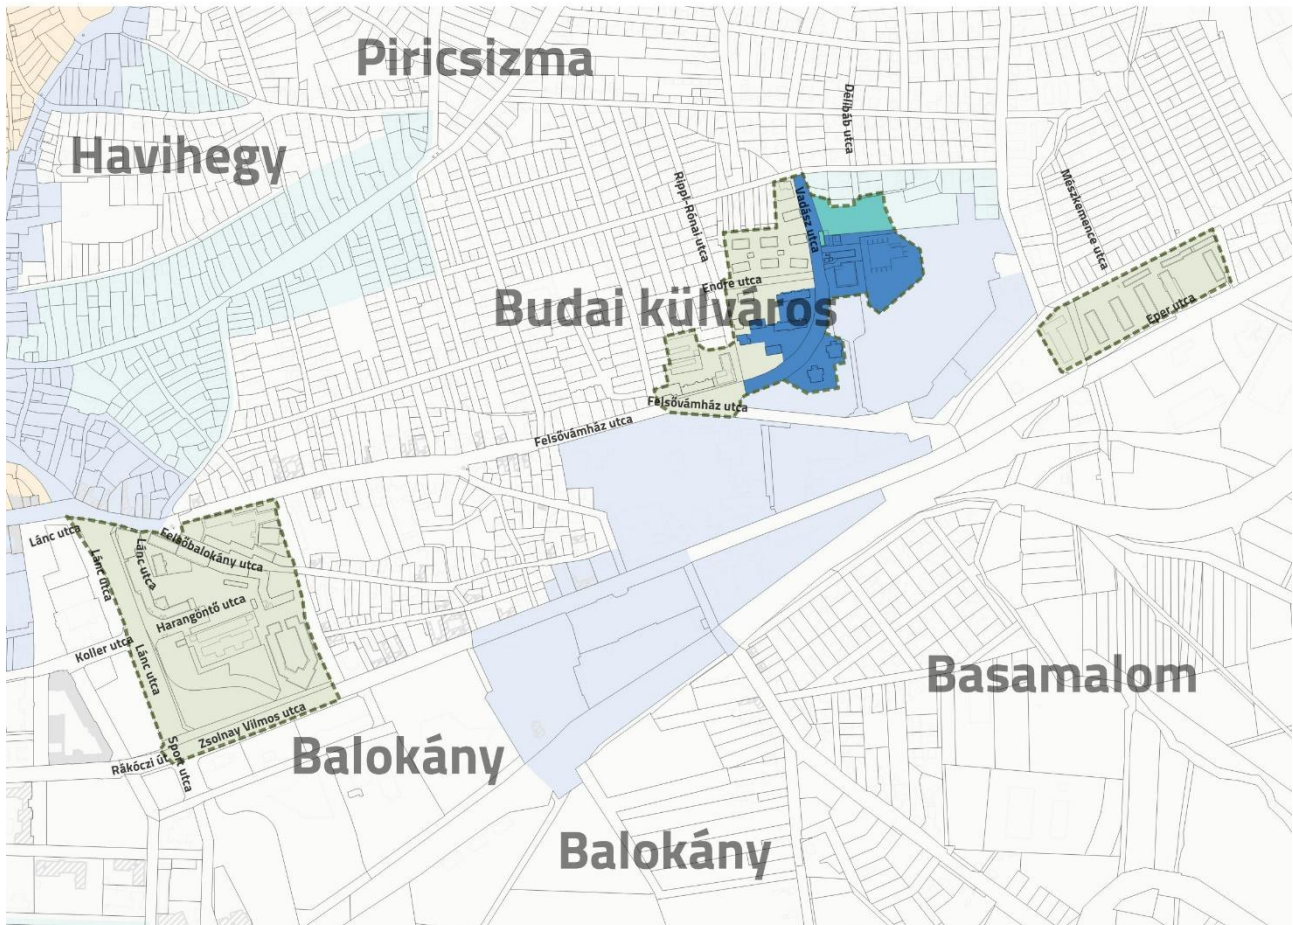 Piricsizma
Délibáb utca
Havihegy
Rippl-Rónai utca
Vadász utca
Mészkemence utca
Endre utca
Budai külváros
Eper utca
Felsővámház utca
Felsővámház utca
Lánc utca
Lánc utca
Lánc utca
Felsőbalokány utca
Harangöntő utca
Koller utca
Lánc utca
Basamalom
Zsolnay Vilmos utca
Balokány
Rákóczi út
Sport utca
Balokány